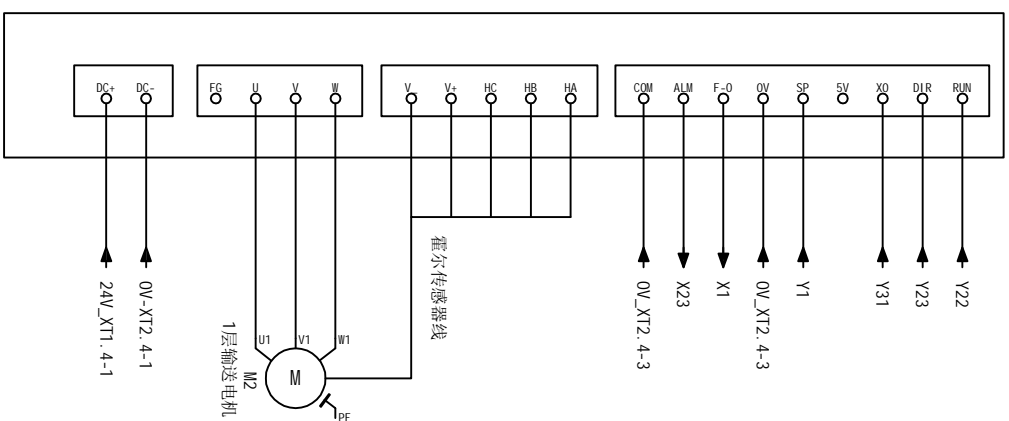 DC+ DC- FG U V W V_ V+ HC HB HA COM ALM F-O 0V SP 5V XO DIR RUN
霍尔传感器线
24V_XT1.4-1
0V-XT2.4-1
0V_XT2.4-3
X23
X1
0V_XT2.4-3
Y1
Y31
Y23
Y22
U1 V1 W1
M
M2
1层输送电机
PE